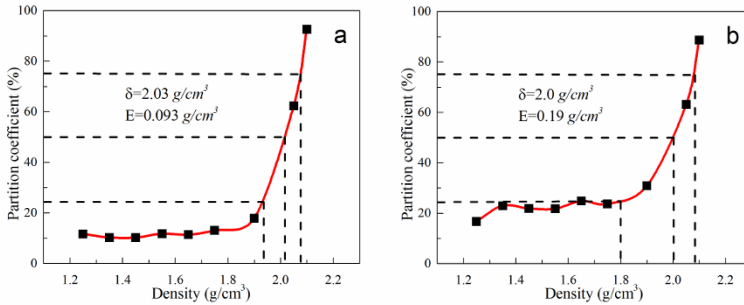 a
100
80
60
40
20
0
Partition coefficient (%)
δ=2.03 g/cm³
E=0.093 g/cm³
1.2 1.4 1.6 1.8 2.0 2.2
Density (g/cm³)
b
100
80
60
40
20
0
Partition coefficient (%)
δ=2.0 g/cm³
E=0.19 g/cm³
1.2 1.4 1.6 1.8 2.0 2.2
Density (g/cm³)